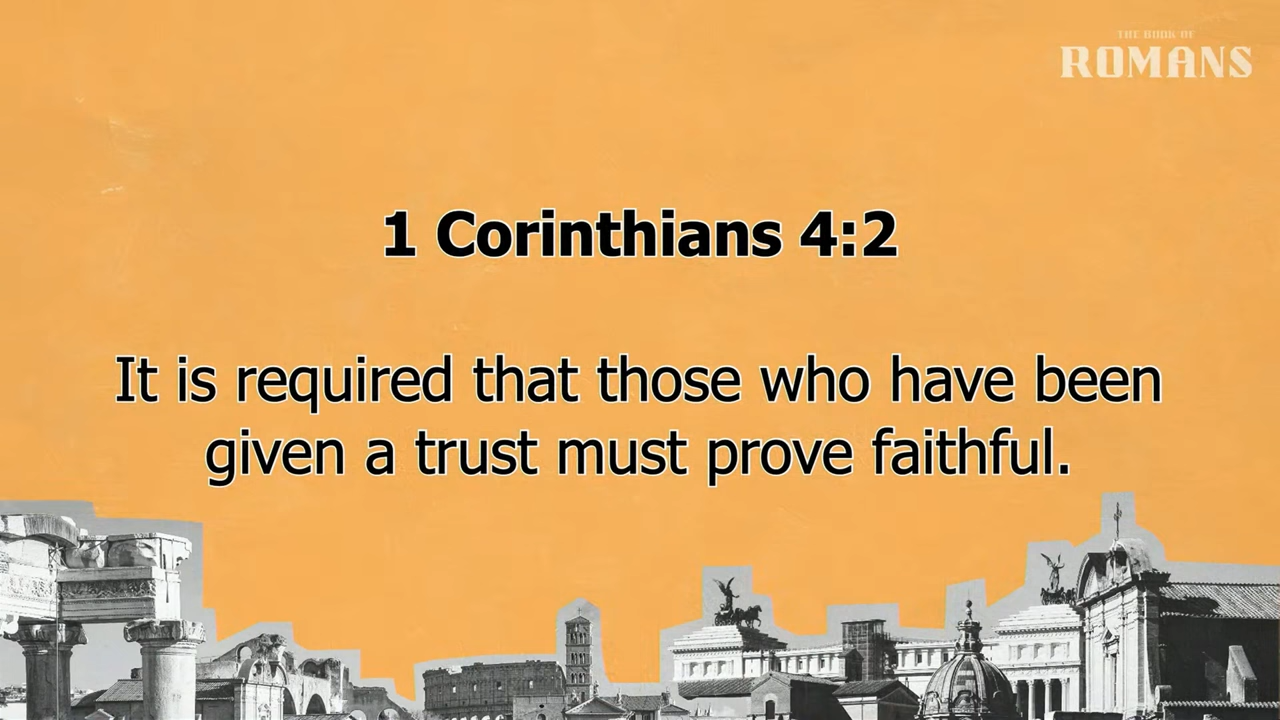 THE BOOK OF
ROMANS
1 Corinthians 4:2
It is required that those who have been
given a trust must prove faithful.